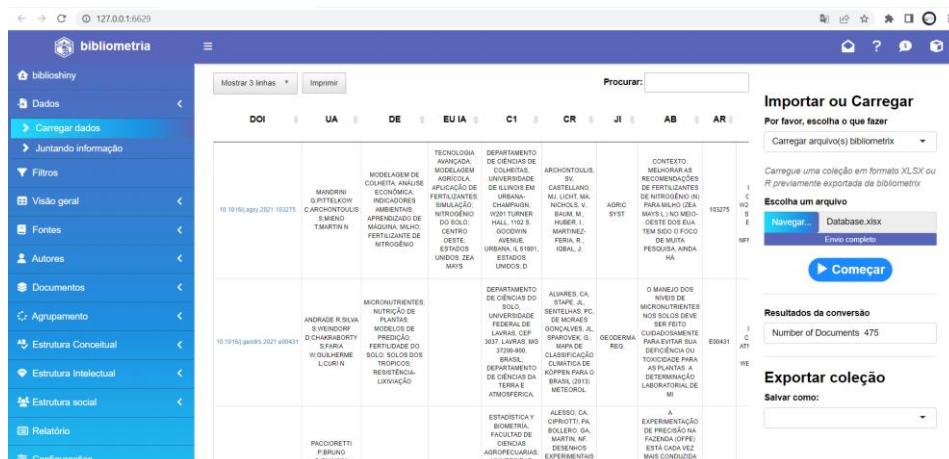 127.0.0.1:6629
bibliometria
biblioshiny
Dados
Carregar dados
Juntando informação
Filtros
Visão geral
Fontes
Autores
Documentos
Agrupamento
Estrutura Conceitual
Estrutura Intelectual
Estrutura social
Relatório
Configurações
Mostrar 3 linhas
Imprimir
Procurar:
DOI UA DE EU IA C1 CR JI AB AR
10.1016/j.agsy.2021.103275
MANDRINI
G;PITTELKOW
C;ARCHONTOULIS
S;MIENO
T;MARTIN N
MODELAGEM DE
COLHEITA; ANÁLISE
ECONÔMICA;
INDICADORES
AMBIENTAIS;
APRENDIZADO DE
MÁQUINA; MILHO;
FERTILIZANTE DE
NITROGÊNIO
TECNOLOGIA
AVANÇADA;
MODELAGEM
AGRÍCOLA;
APLICAÇÃO DE
FERTILIZANTES;
SIMULAÇÃO;
NITROGÊNIO
DO SOLO;
CENTRO
OESTE;
ESTADOS
UNIDOS; ZEA
MAYS
DEPARTAMENTO
DE CIÊNCIAS DE
COLHEITAS,
UNIVERSIDADE
DE ILLINOIS EM
URBANA-
CHAMPAIGN,
W201 TURNER
HALL, 1102 S.
GOODWIN
AVENUE,
URBANA, IL 61801,
ESTADOS
UNIDOS; D
ARCHONTOULIS,
SV,
CASTELLANO,
MJ, LICHT, MA,
NICHOLS, V.,
BAUM, M.,
HUBER, I.,
MARTINEZ-
FERIA, R.,
IQBAL, J.
AGRIC
SYST.
CONTEXTO:
MELHORAR AS
RECOMENDAÇÕES
DE FERTILIZANTES
DE NITROGÊNIO (N)
PARA MILHO (ZEA
MAYS L.) NO MEIO-
OESTE DOS EUA
TEM SIDO O FOCO
DE MUITA
PESQUISA, AINDA
HÁ
103275
10.1016/j.geodrs.2021.e00431
ANDRADE R;SILVA
S;WEINDORF
D;CHAKRABORTY
S;FARIA
W;GUILHERME
L;CURI N
MICRONUTRIENTES;
NUTRIÇÃO DE
PLANTAS;
MODELOS DE
PREDIÇÃO;
FERTILIDADE DO
SOLO; SOLOS DOS
TRÓPICOS;
RESISTÊNCIA-
LIXIVIAÇÃO
DEPARTAMENTO
DE CIÊNCIAS DO
SOLO,
UNIVERSIDADE
FEDERAL DE
LAVRAS, CEP
3037, LAVRAS, MG
37200-900,
BRASIL;
DEPARTAMENTO
DE CIÊNCIAS DA
TERRA E
ATMOSFÉRICA,
ALVARES, CA,
STAPE, JL,
SENTELHAS, PC,
DE MORAES
GONÇALVES, JL,
SPAROVEK, G.,
MAPA DE
CLASSIFICAÇÃO
CLIMÁTICA DE
KÖPPEN PARA O
BRASIL (2013)
METEOROL
GEODERMA
REG.
O MANEJO DOS
NÍVEIS DE
MICRONUTRIENTES
NOS SOLOS DEVE
SER FEITO
CUIDADOSAMENTE
PARA EVITAR SUA
DEFICIÊNCIA OU
TOXICIDADE PARA
AS PLANTAS. A
DETERMINAÇÃO
LABORATORIAL DE
MI
E00431
PACCIORETTI
P;BRUNO
ESTADÍSTICA Y
BIOMETRÍA,
FACULTAD DE
CIENCIAS
AGROPECUARIAS,
ALESSO, CA,
CIPRIOTTI, PA,
BOLLERO, GA,
MARTIN, NF,
DESENHOS
EXPERIMENTAIS
A
EXPERIMENTAÇÃO
DE PRECISÃO NA
FAZENDA (OFPE)
ESTÁ CADA VEZ
MAIS CONDUZIDA
Importar ou Carregar
Por favor, escolha o que fazer
Carregar arquivo(s) bibliometrix
Carregue uma coleção em formato XLSX ou
R previamente exportada da bibliometrix
Escolha um arquivo
Navegar... Database.xlsx
Envio completo
Começar
Resultados da conversão
Number of Documents 475
Exportar coleção
Salvar como: